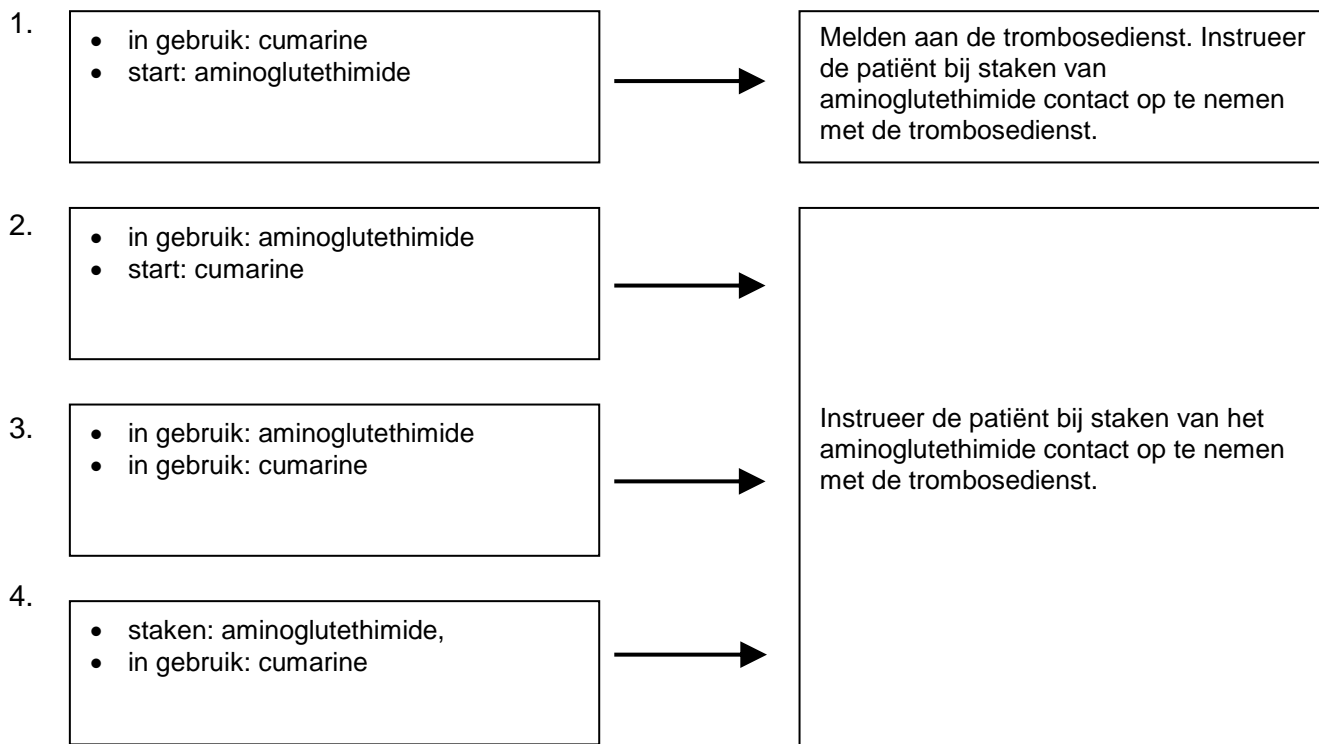 1.
• in gebruik: cumarine
• start: aminoglutethimide
Melden aan de trombosedienst. Instrueer
de patiënt bij staken van
aminoglutethimide contact op te nemen
met de trombosedienst.
2.
• in gebruik: aminoglutethimide
• start: cumarine
3.
• in gebruik: aminoglutethimide
• in gebruik: cumarine
Instrueer de patiënt bij staken van het
aminoglutethimide contact op te nemen
met de trombosedienst.
4.
• staken: aminoglutethimide,
• in gebruik: cumarine